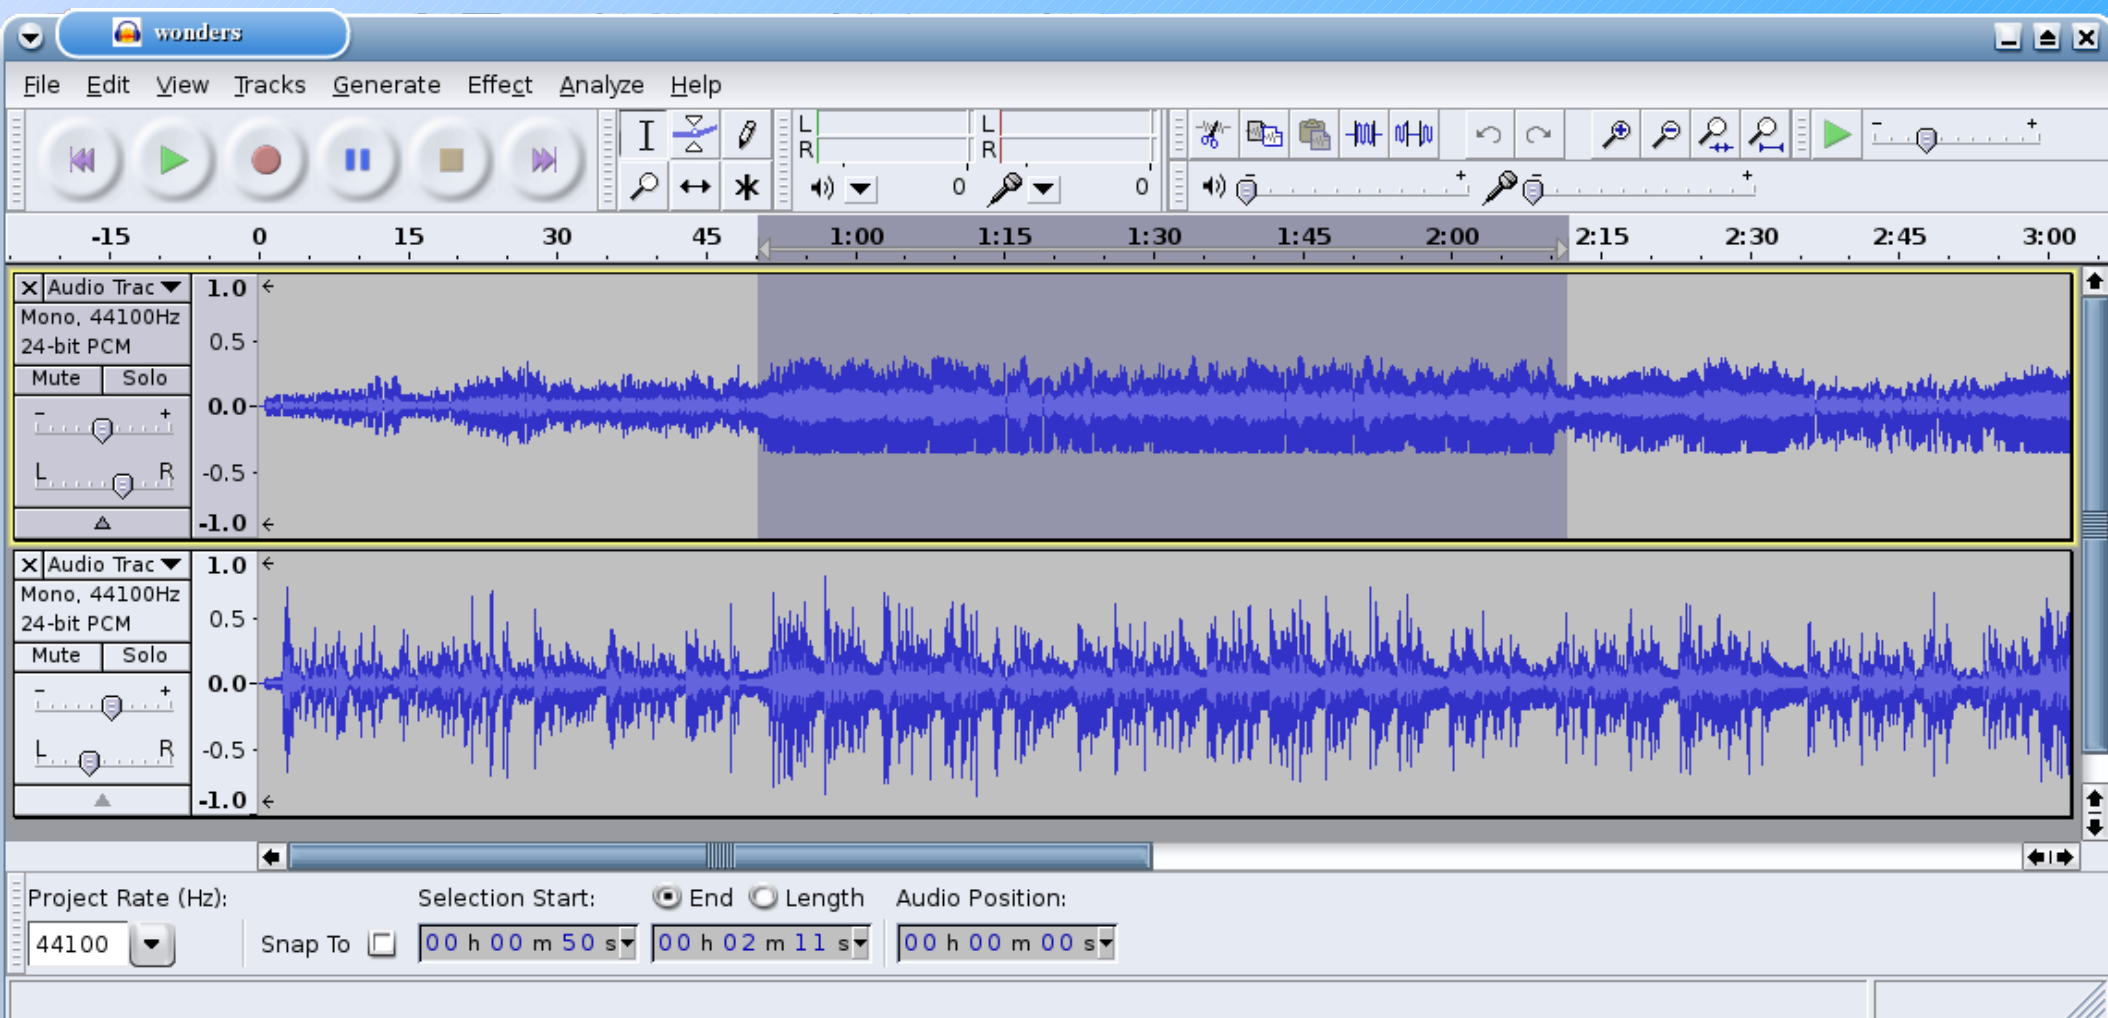 wonders
File Edit View Tracks Generate Effect Analyze Help
L L
R R
- +
0 0
- + - +
-15 0 15 30 45 1:00 1:15 1:30 1:45 2:00 2:15 2:30 2:45 3:00
X Audio Trac 1.0
Mono, 44100Hz
24-bit PCM 0.5
Mute Solo
- + 0.0
L R -0.5
-1.0
X Audio Trac 1.0
Mono, 44100Hz
24-bit PCM 0.5
Mute Solo
- + 0.0
L R -0.5
-1.0
Project Rate (Hz): Selection Start: End Length Audio Position:
44100 Snap To 00 h 00 m 50 s 00 h 02 m 11 s 00 h 00 m 00 s